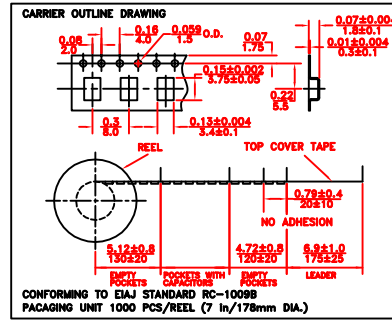 CARRIER OUTLINE DRAWING
0.08
2.0
0.16
4.0
0.059
1.5
O.D.
0.07
1.75
0.07±0.004
1.8±0.1
0.01±0.004
0.3±0.1
0.15±0.002
3.75±0.05
0.22
5.5
0.3
8.0
0.13±0.004
3.4±0.1
REEL
TOP COVER TAPE
0.79±0.4
20±10
NO ADHESION
5.12±0.8
130±20
4.72±0.8
120±20
6.9±1.0
175±25
EMPTY
POCKETS
POCKETS WITH
CAPACITORS
EMPTY
POCKETS
LEADER
CONFORMING TO EIAJ STANDARD RC-1009B
PACAGING UNIT 1000 PCS/REEL (7 in/178mm DIA.)